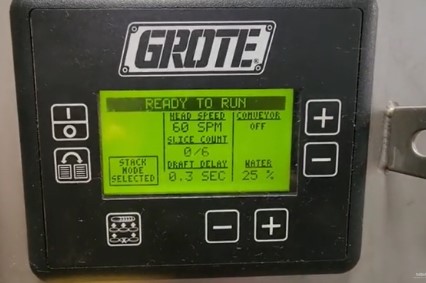 GROTE
READY TO RUN
HEAD SPEED
60 SPM
CONVEYOR
OFF
SLICE COUNT
0/6
STACK
MODE
SELECTED
DRAFT DELAY
0.3 SEC
WATER
25 %